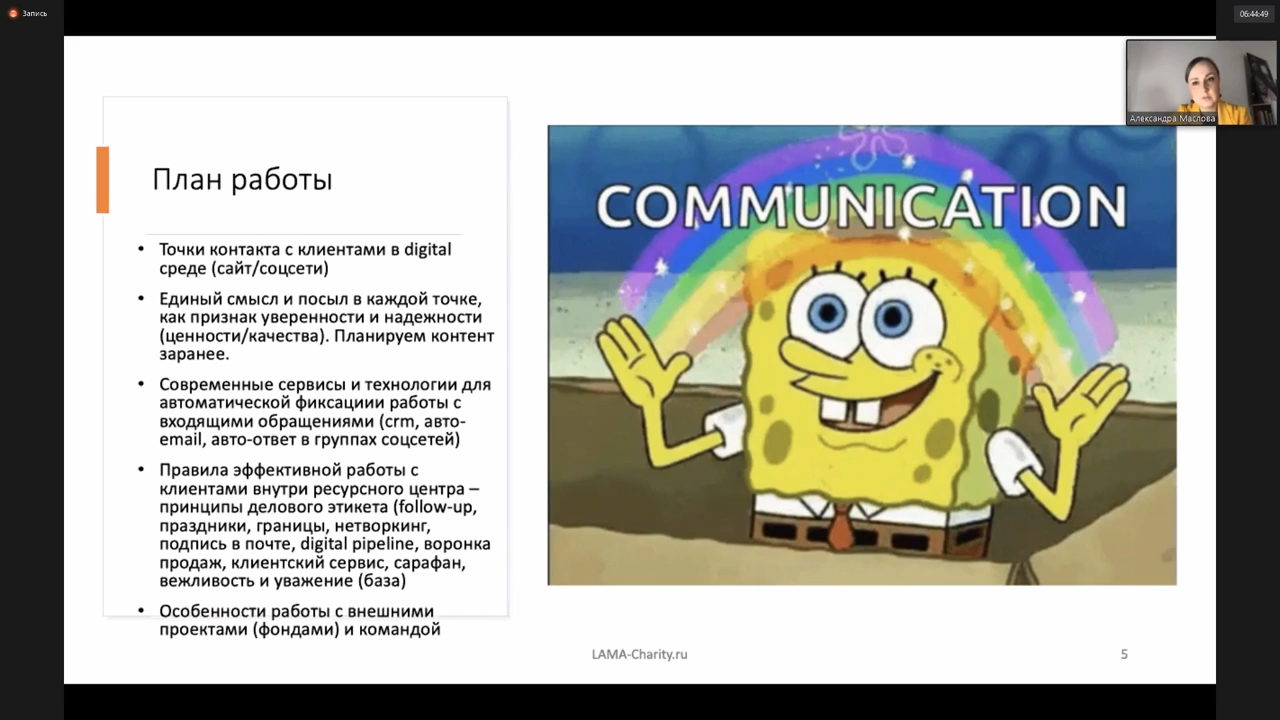 Запись
06:44:49
Александра Маслова
План работы
• Точки контакта с клиентами в digital
среде (сайт/соцсети)
• Единый смысл и посыл в каждой точке,
как признак уверенности и надежности
(ценности/качества). Планируем контент
заранее.
• Современные сервисы и технологии для
автоматической фиксациии работы с
входящими обращениями (crm, авто-
email, авто-ответ в группах соцсетей)
• Правила эффективной работы с
клиентами внутри ресурсного центра –
принципы делового этикета (follow-up,
праздники, границы, нетворкинг,
подпись в почте, digital pipeline, воронка
продаж, клиентский сервис, сарафан,
вежливость и уважение (база)
• Особенности работы с внешними
проектами (фондами) и командой
COMMUNICATION
LAMA-Charity.ru
5